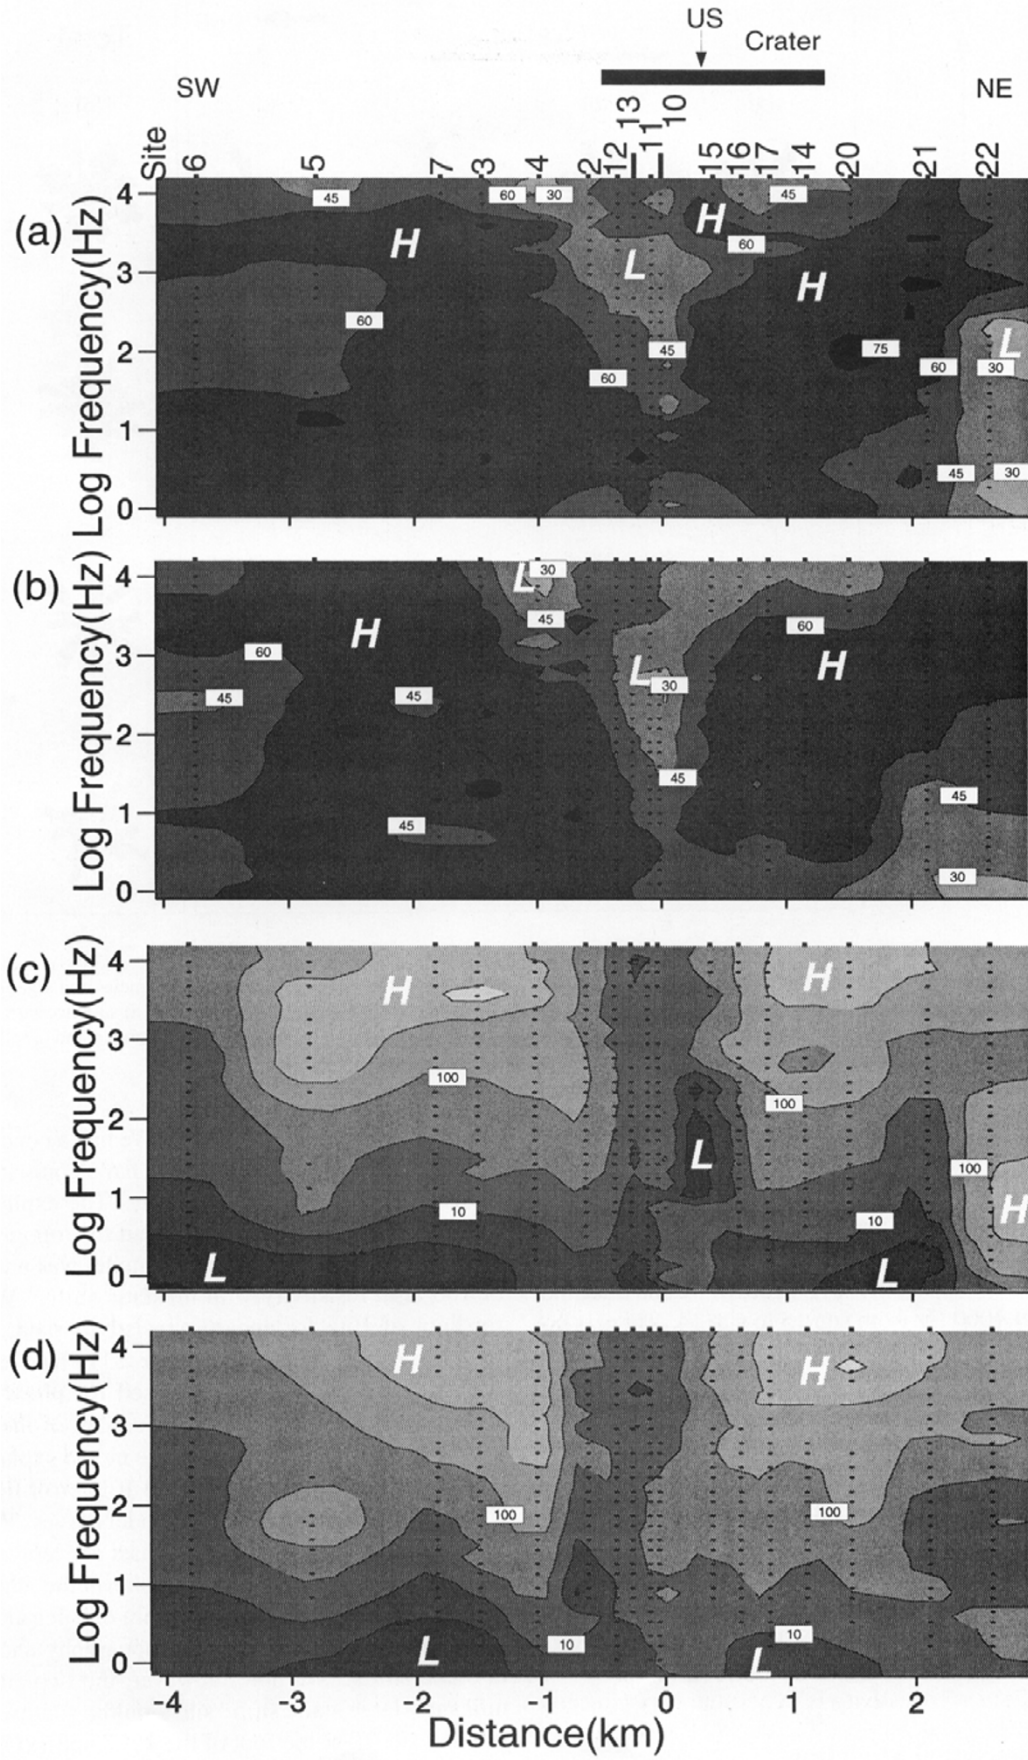 US
Crater
SW
NE
Site
6 5 7 3 4 2 12 13 11 10 15 16 17 14 20 21 22
(a)
Log Frequency(Hz)
4
3
2
1
0
45 60 30 45
H H L H
60
60 45 60 75 60 30 L
45 30
(b)
Log Frequency(Hz)
4
3
2
1
0
L 30
45
H 60
60 L 30 H
45 45
45 45
45
30
(c)
Log Frequency(Hz)
4
3
2
1
0
H H
100 100
L 100
10 10 H
L L
(d)
Log Frequency(Hz)
4
3
2
1
0
H H
100 100
10 10
L L
-4 -3 -2 -1 0 1 2
Distance(km)